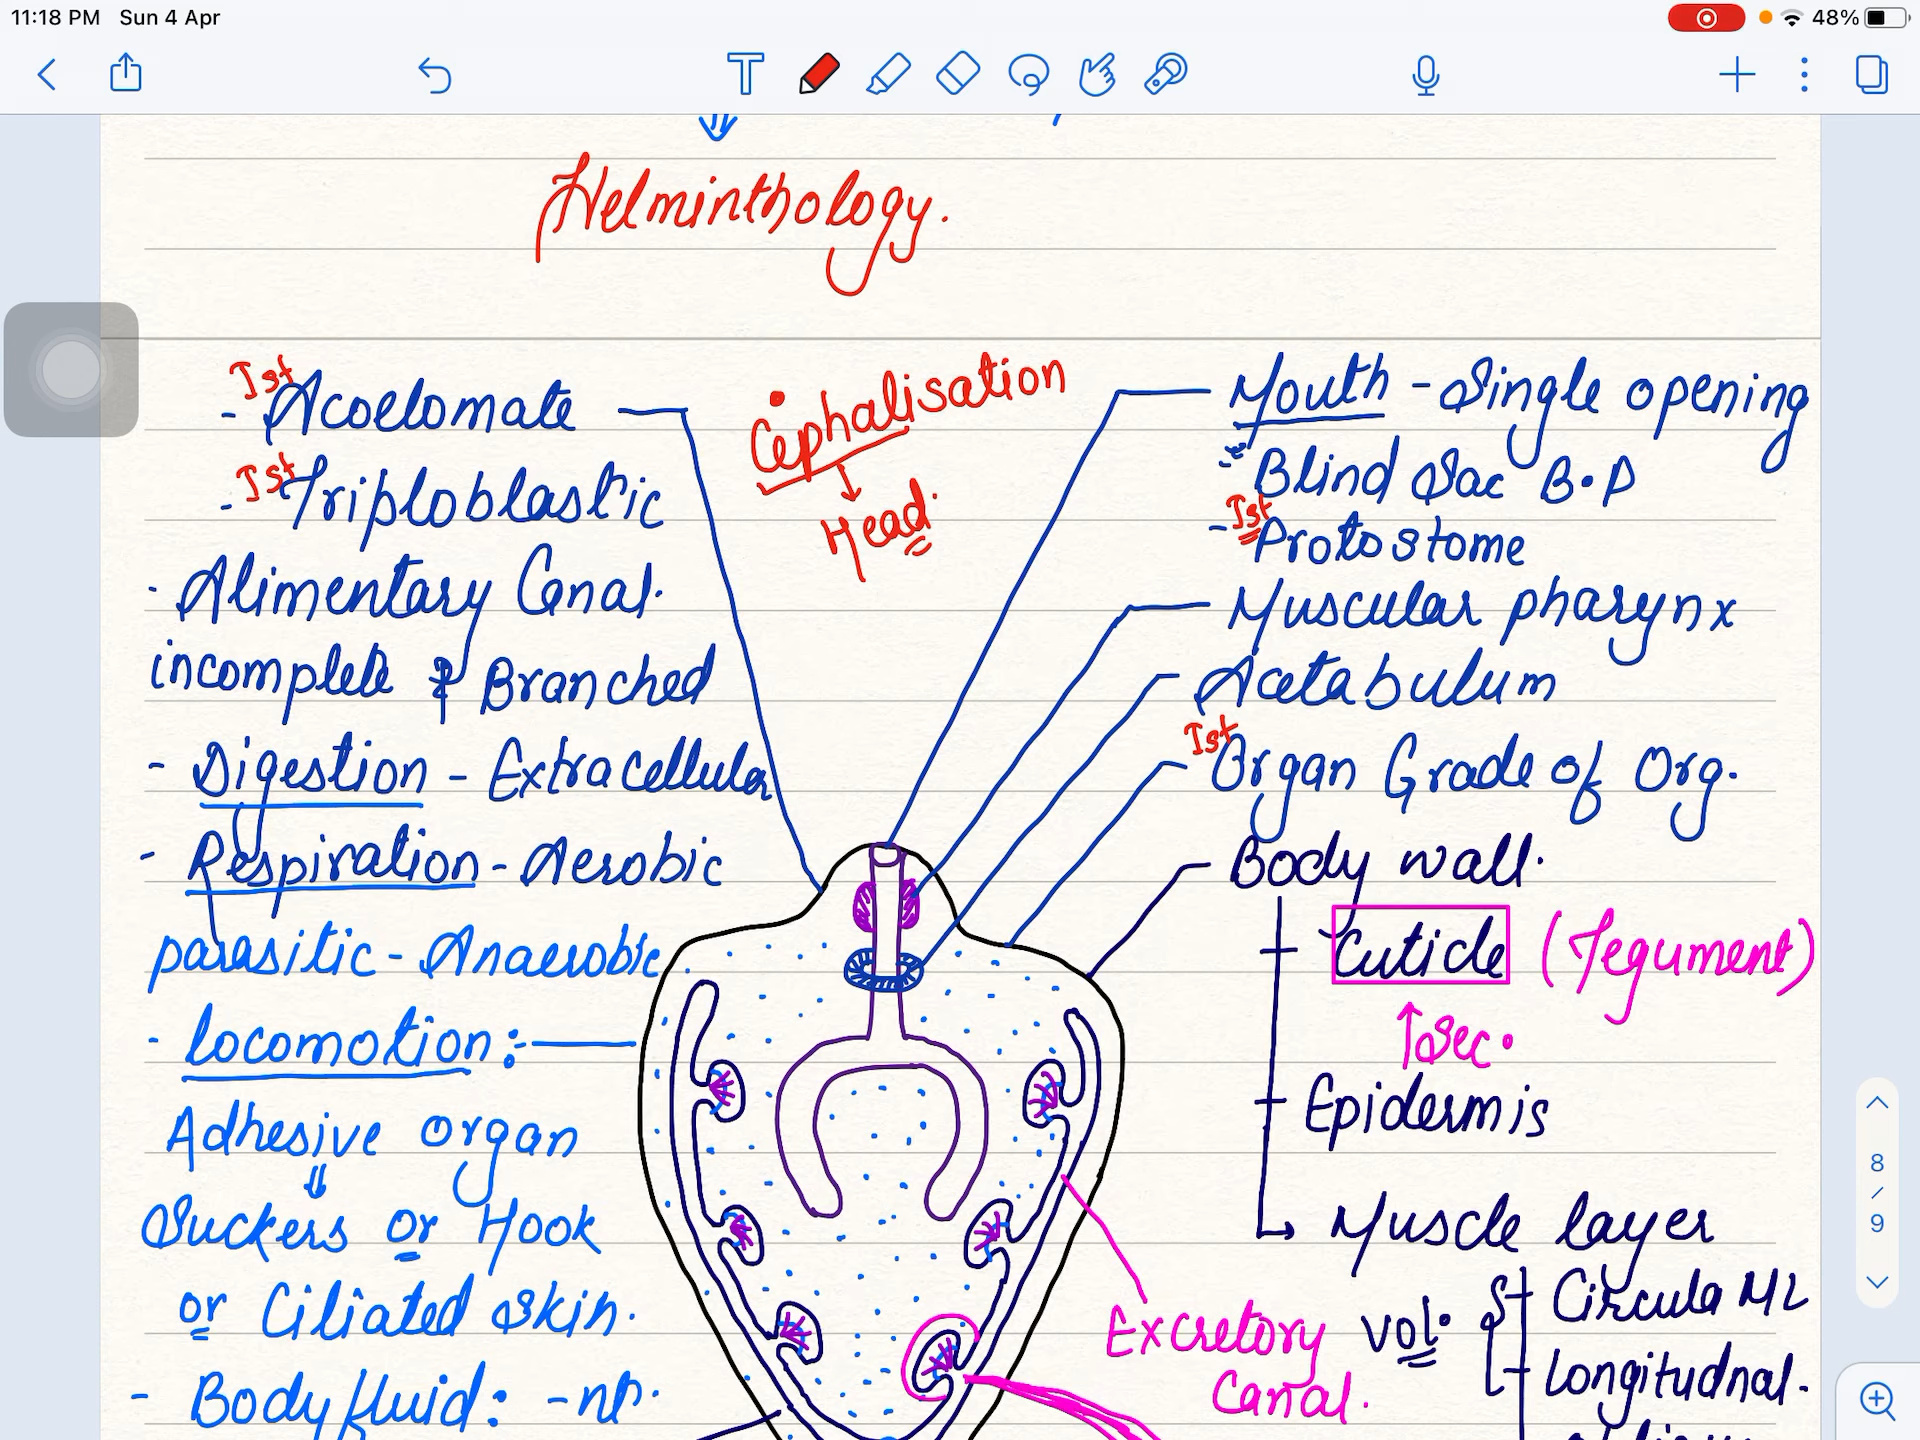 11:18 PM Sun 4 Apr
48%
Helminthology.
Ist
- Acoelomate
Ist
- Triploblastic
- Alimentary Canal.
incomplete & Branched
- Digestion - Extracellular
- Respiration - Aerobic
parasitic - Anaerobic
- locomotion :-
Adhesive organ
⇓
Suckers or Hook
or Ciliated skin.
- Body fluid : -
Cephalisation
↓
Head.
Mouth - Single opening
Blind Sac B.P
Ist
- Protostome
Muscular pharynx
Acetabulum
Ist
Organ Grade of Org.
Body wall.
Cuticle (Tegument)
↑ Sec.
Epidermis
Muscle layer
vol. Circula ML
longitudnal.
Excretory
Canal.
8
/
9